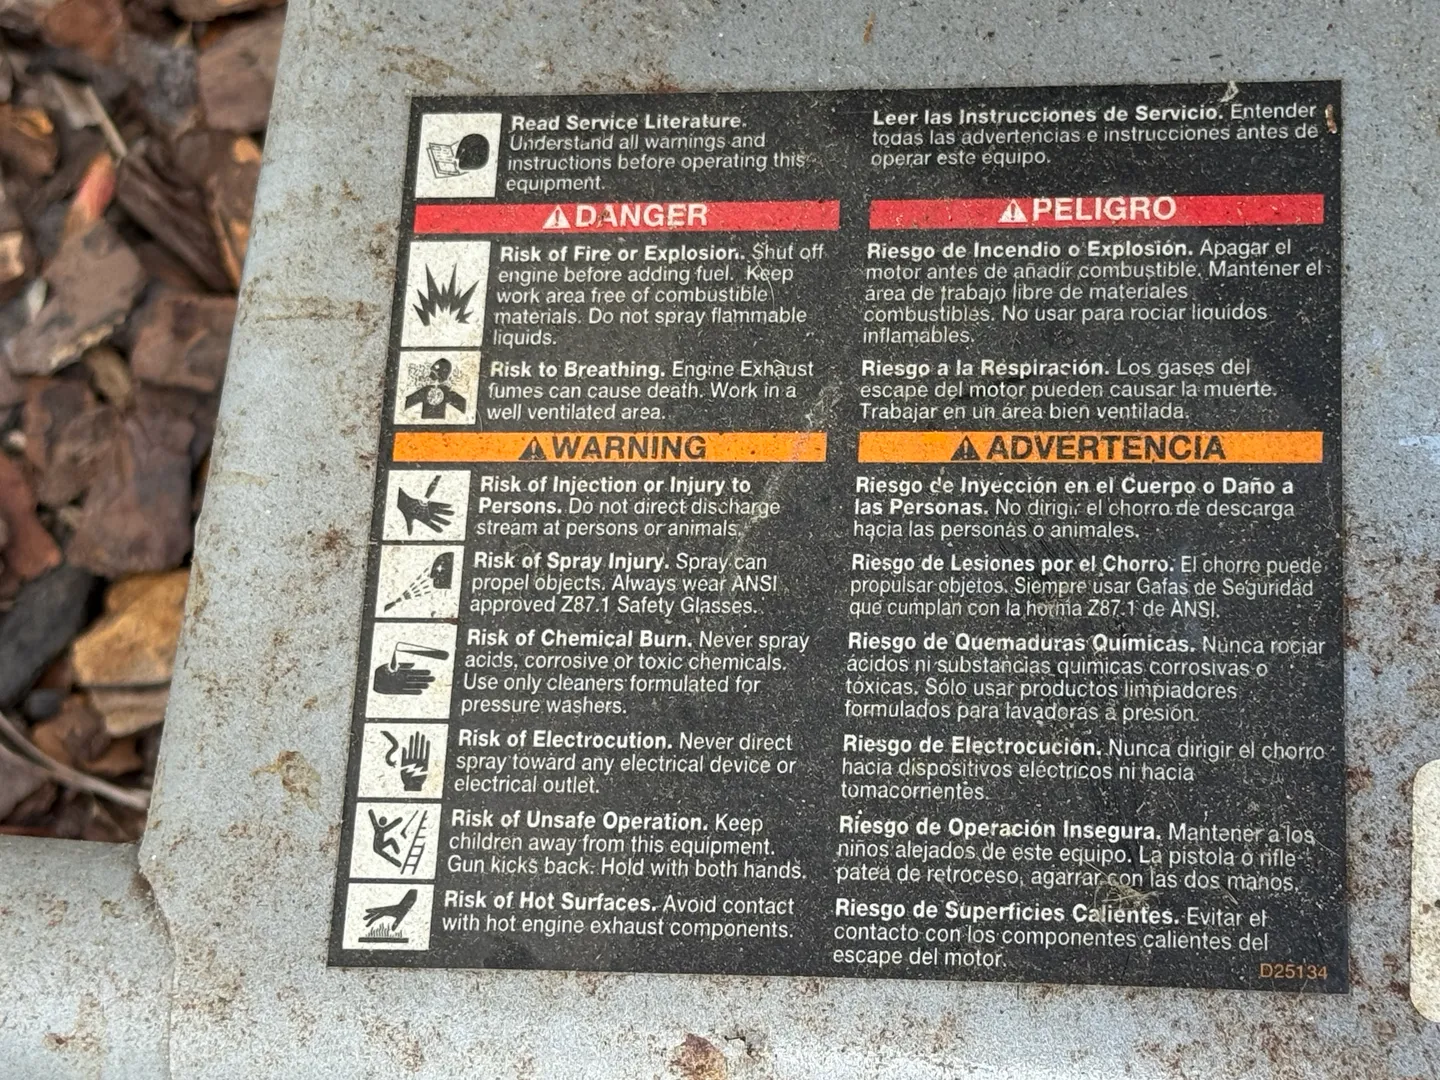 Read Service Literature.
Understand all warnings and
instructions before operating this
equipment.
DANGER
Risk of Fire or Explosion. Shut off
engine before adding fuel. Keep
work area free of combustible
materials. Do not spray flammable
liquids.
Risk to Breathing. Engine Exhaust
fumes can cause death. Work in a
well ventilated area.
WARNING
Risk of Injection or Injury to
Persons. Do not direct discharge
stream at persons or animals.
Risk of Spray Injury. Spray can
propel objects. Always wear ANSI
approved Z87.1 Safety Glasses.
Risk of Chemical Burn. Never spray
acids, corrosive or toxic chemicals.
Use only cleaners formulated for
pressure washers.
Risk of Electrocution. Never direct
spray toward any electrical device or
electrical outlet.
Risk of Unsafe Operation. Keep
children away from this equipment.
Gun kicks back. Hold with both hands.
Risk of Hot Surfaces. Avoid contact
with hot engine exhaust components.
Leer las Instrucciones de Servicio. Entender
todas las advertencias e instrucciones antes de
operar este equipo.
PELIGRO
Riesgo de Incendio o Explosión. Apagar el
motor antes de añadir combustible. Mantener el
área de trabajo libre de materiales
combustibles. No usar para rociar liquidos
inflamables.
Riesgo a la Respiración. Los gases del
escape del motor pueden causar la muerte.
Trabajar en un área bien ventilada.
ADVERTENCIA
Riesgo de Inyección en el Cuerpo o Daño a
las Personas. No dirigir el chorro de descarga
hacia las personas o animales.
Riesgo de Lesiones por el Chorro. El chorro puede
propulsar objetos. Siempre usar Gafas de Seguridad
que cumplan con la norma Z87.1 de ANSI.
Riesgo de Quemaduras Químicas. Nunca rociar
ácidos ni substancias quimicas corrosivas o
tóxicas. Sólo usar productos limpiadores
formulados para lavadoras a presión.
Riesgo de Electrocución. Nunca dirigir el chorro
hacia dispositivos eléctricos ni hacia
tomacorrientes.
Riesgo de Operación Insegura. Mantener a los
niños alejados de este equipo. La pistola o rifle
patea de retroceso, agarrar con las dos manos.
Riesgo de Superficies Calientes. Evitar el
contacto con los componentes calientes del
escape del motor.
D25134